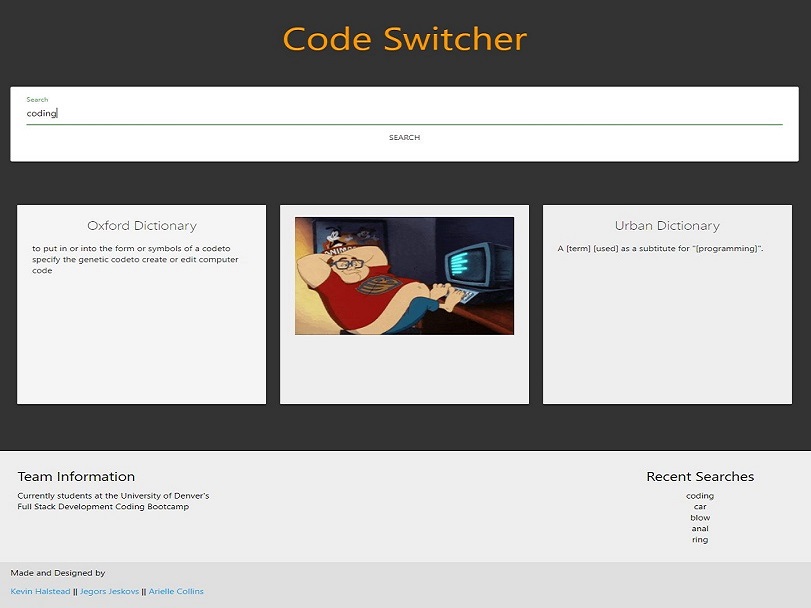 Code Switcher
Search
coding
SEARCH
Oxford Dictionary
to put in or into the form or symbols of a codeto
specify the genetic codeto create or edit computer
code
Urban Dictionary
A [term] [used] as a subtitute for "[programming]".
Team Information
Currently students at the University of Denver's
Full Stack Development Coding Bootcamp
Recent Searches
coding
car
blow
anal
ring
Made and Designed by
Kevin Halstead || Jegors Jeskovs || Arielle Collins